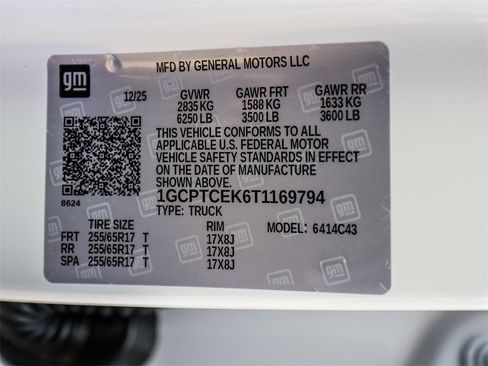 gm
MFD BY GENERAL MOTORS LLC
12/25
GVWR GAWR FRT GAWR RR
2835 KG 1588 KG 1633 KG
6250 LB 3500 LB 3600 LB
THIS VEHICLE CONFORMS TO ALL
APPLICABLE U.S. FEDERAL MOTOR
VEHICLE SAFETY STANDARDS IN EFFECT
ON THE DATE OF MANUFACTURE
SHOWN ABOVE.
8624
1GCPTCEK6T1169794
TYPE: TRUCK
TIRE SIZE RIM MODEL: 6414C43
FRT 255/65R17 T 17X8J
RR 255/65R17 T 17X8J
SPA 255/65R17 T 17X8J